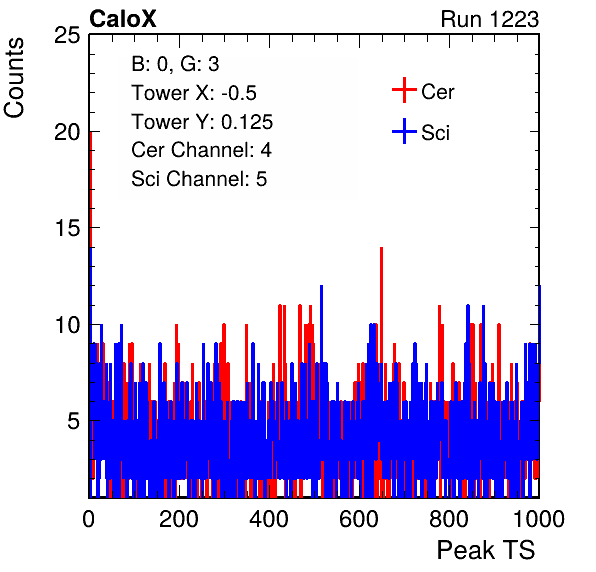 CaloX Run 1223
Counts
25
20
15
10
5
B: 0, G: 3
Tower X: -0.5
Tower Y: 0.125
Cer Channel: 4
Sci Channel: 5
Cer
Sci
0 200 400 600 800 1000
Peak TS